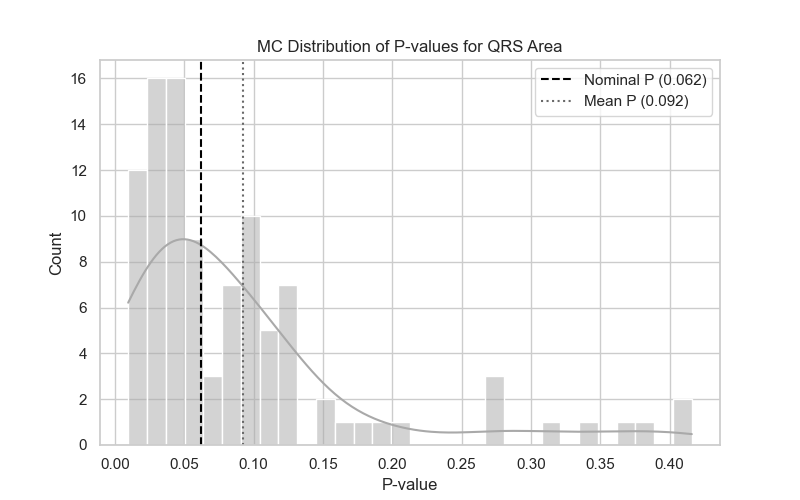 MC Distribution of P-values for QRS Area
Nominal P (0.062)
Mean P (0.092)
16
14
12
10
8
6
4
2
0
Count
0.00 0.05 0.10 0.15 0.20 0.25 0.30 0.35 0.40
P-value